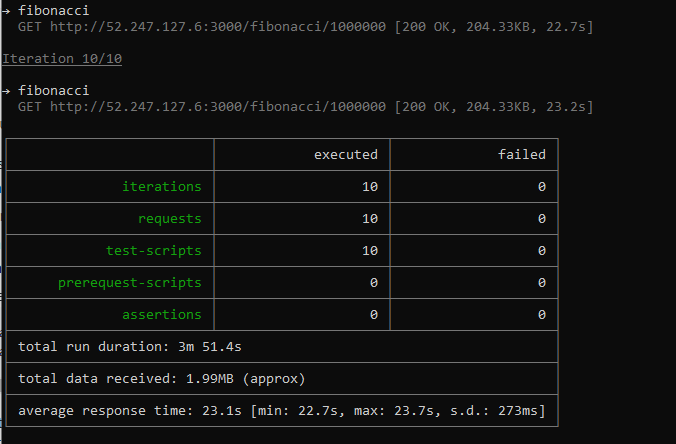 → fibonacci
GET http://52.247.127.6:3000/fibonacci/1000000 [200 OK, 204.33KB, 22.7s]
Iteration 10/10
→ fibonacci
GET http://52.247.127.6:3000/fibonacci/1000000 [200 OK, 204.33KB, 23.2s]
executed failed
iterations 10 0
requests 10 0
test-scripts 10 0
prerequest-scripts 0 0
assertions 0 0
total run duration: 3m 51.4s
total data received: 1.99MB (approx)
average response time: 23.1s [min: 22.7s, max: 23.7s, s.d.: 273ms]